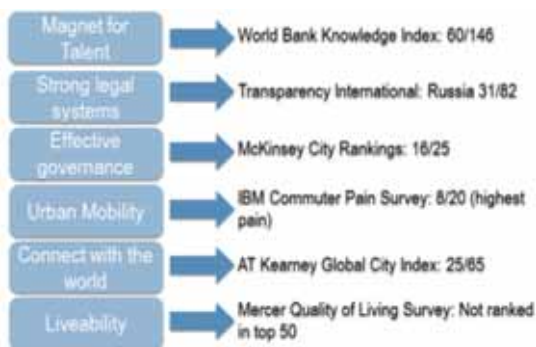 Magnet for
Talent
World Bank Knowledge Index: 60/146
Strong legal
systems
Transparency International: Russia 31/82
Effective
governance
McKinsey City Rankings: 16/25
Urban Mobility
IBM Commuter Pain Survey: 8/20 (highest
pain)
Connect with the
world
AT Kearney Global City Index: 25/65
Liveability
Mercer Quality of Living Survey: Not ranked
in top 50